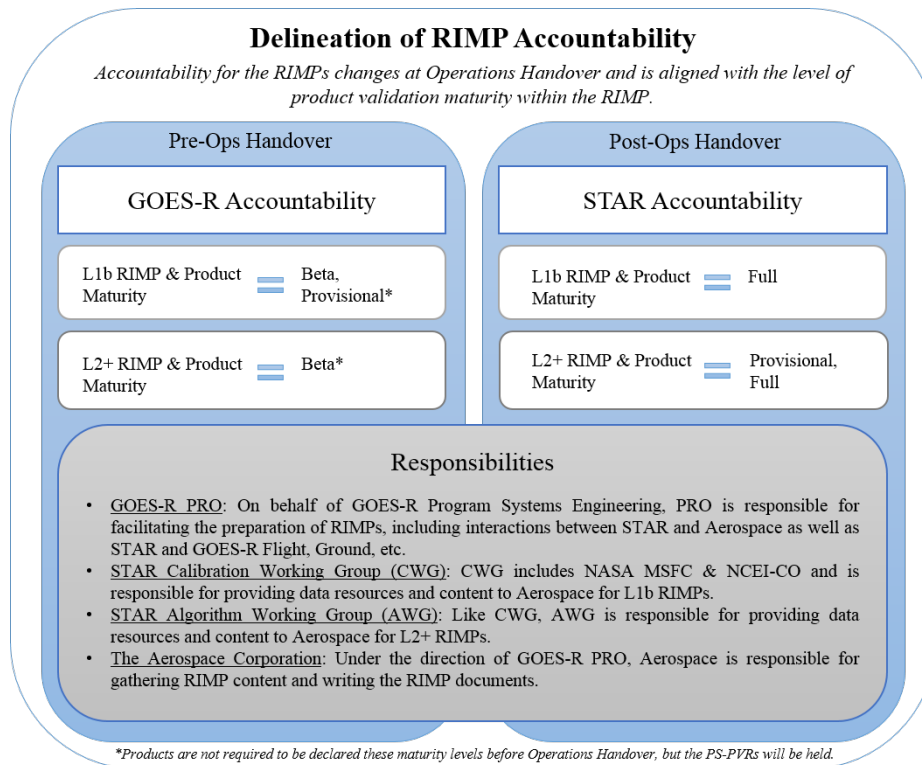 Delineation of RIMP Accountability
Accountability for the RIMPs changes at Operations Handover and is aligned with the level of
product validation maturity within the RIMP.
Pre-Ops Handover
GOES-R Accountability
L1b RIMP & Product
Maturity
Beta,
Provisional*
L2+ RIMP & Product
Maturity
Beta*
Post-Ops Handover
STAR Accountability
L1b RIMP & Product
Maturity
Full
L2+ RIMP & Product
Maturity
Provisional,
Full
Responsibilities
• GOES-R PRO: On behalf of GOES-R Program Systems Engineering, PRO is responsible for
facilitating the preparation of RIMPs, including interactions between STAR and Aerospace as well as
STAR and GOES-R Flight, Ground, etc.
• STAR Calibration Working Group (CWG): CWG includes NASA MSFC & NCEI-CO and is
responsible for providing data resources and content to Aerospace for L1b RIMPs.
• STAR Algorithm Working Group (AWG): Like CWG, AWG is responsible for providing data
resources and content to Aerospace for L2+ RIMPs.
• The Aerospace Corporation: Under the direction of GOES-R PRO, Aerospace is responsible for
gathering RIMP content and writing the RIMP documents.
*Products are not required to be declared these maturity levels before Operations Handover, but the PS-PVRs will be held.